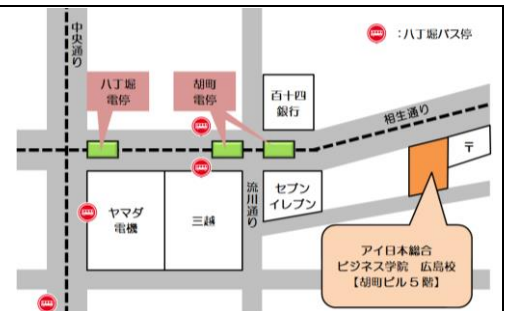 中央通り
：八丁堀バス停
八丁堀
電停
胡町
電停
百十四
銀行
相生通り
〒
ヤマダ
電機
三越
流川通り
セブン
イレブン
アイ日本総合
ビジネス学院　広島校
【胡町ビル５階】